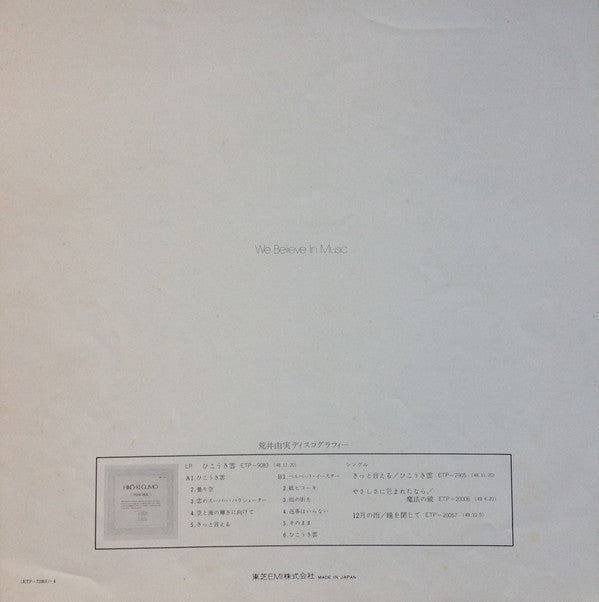 We Believe In Music
荒井由実ディスコグラフィー
LP ひこうき雲 ETP-9083 (48.11.20)
A1.ひこうき雲
2.曇り空
3.恋のスーパー・パラシューター
4.空と海の輝きに向けて
5.きっと言える
B1.ベルベット・イースター
2.紙ヒコーキ
3.雨の街を
4.返事はいらない
5.そのまま
6.ひこうき雲
シングル
きっと言える/ひこうき雲 ETP-2905 (48.11.20)
やさしさに包まれたなら/
魔法の鏡 ETP-20006 (49.4.20)
12月の雨/瞳を閉じて ETP-20057 (49.10.5)
HIKŌ-KI GUMO
東芝EMI株式会社 MADE IN JAPAN